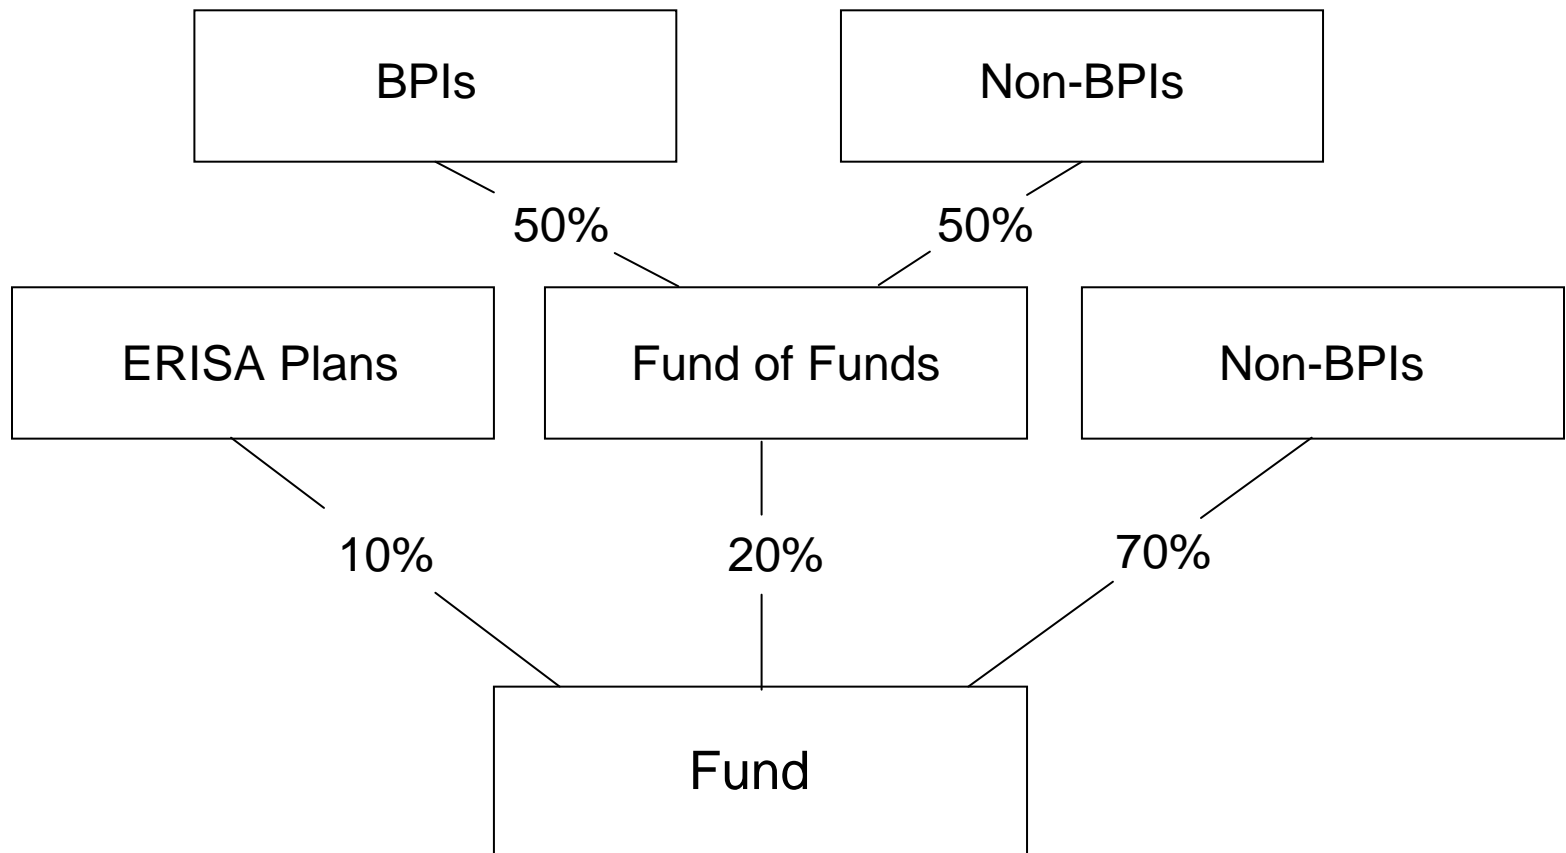 BPIs
Non-BPIs
50%
50%
ERISA Plans
Fund of Funds
Non-BPIs
10%
20%
70%
Fund